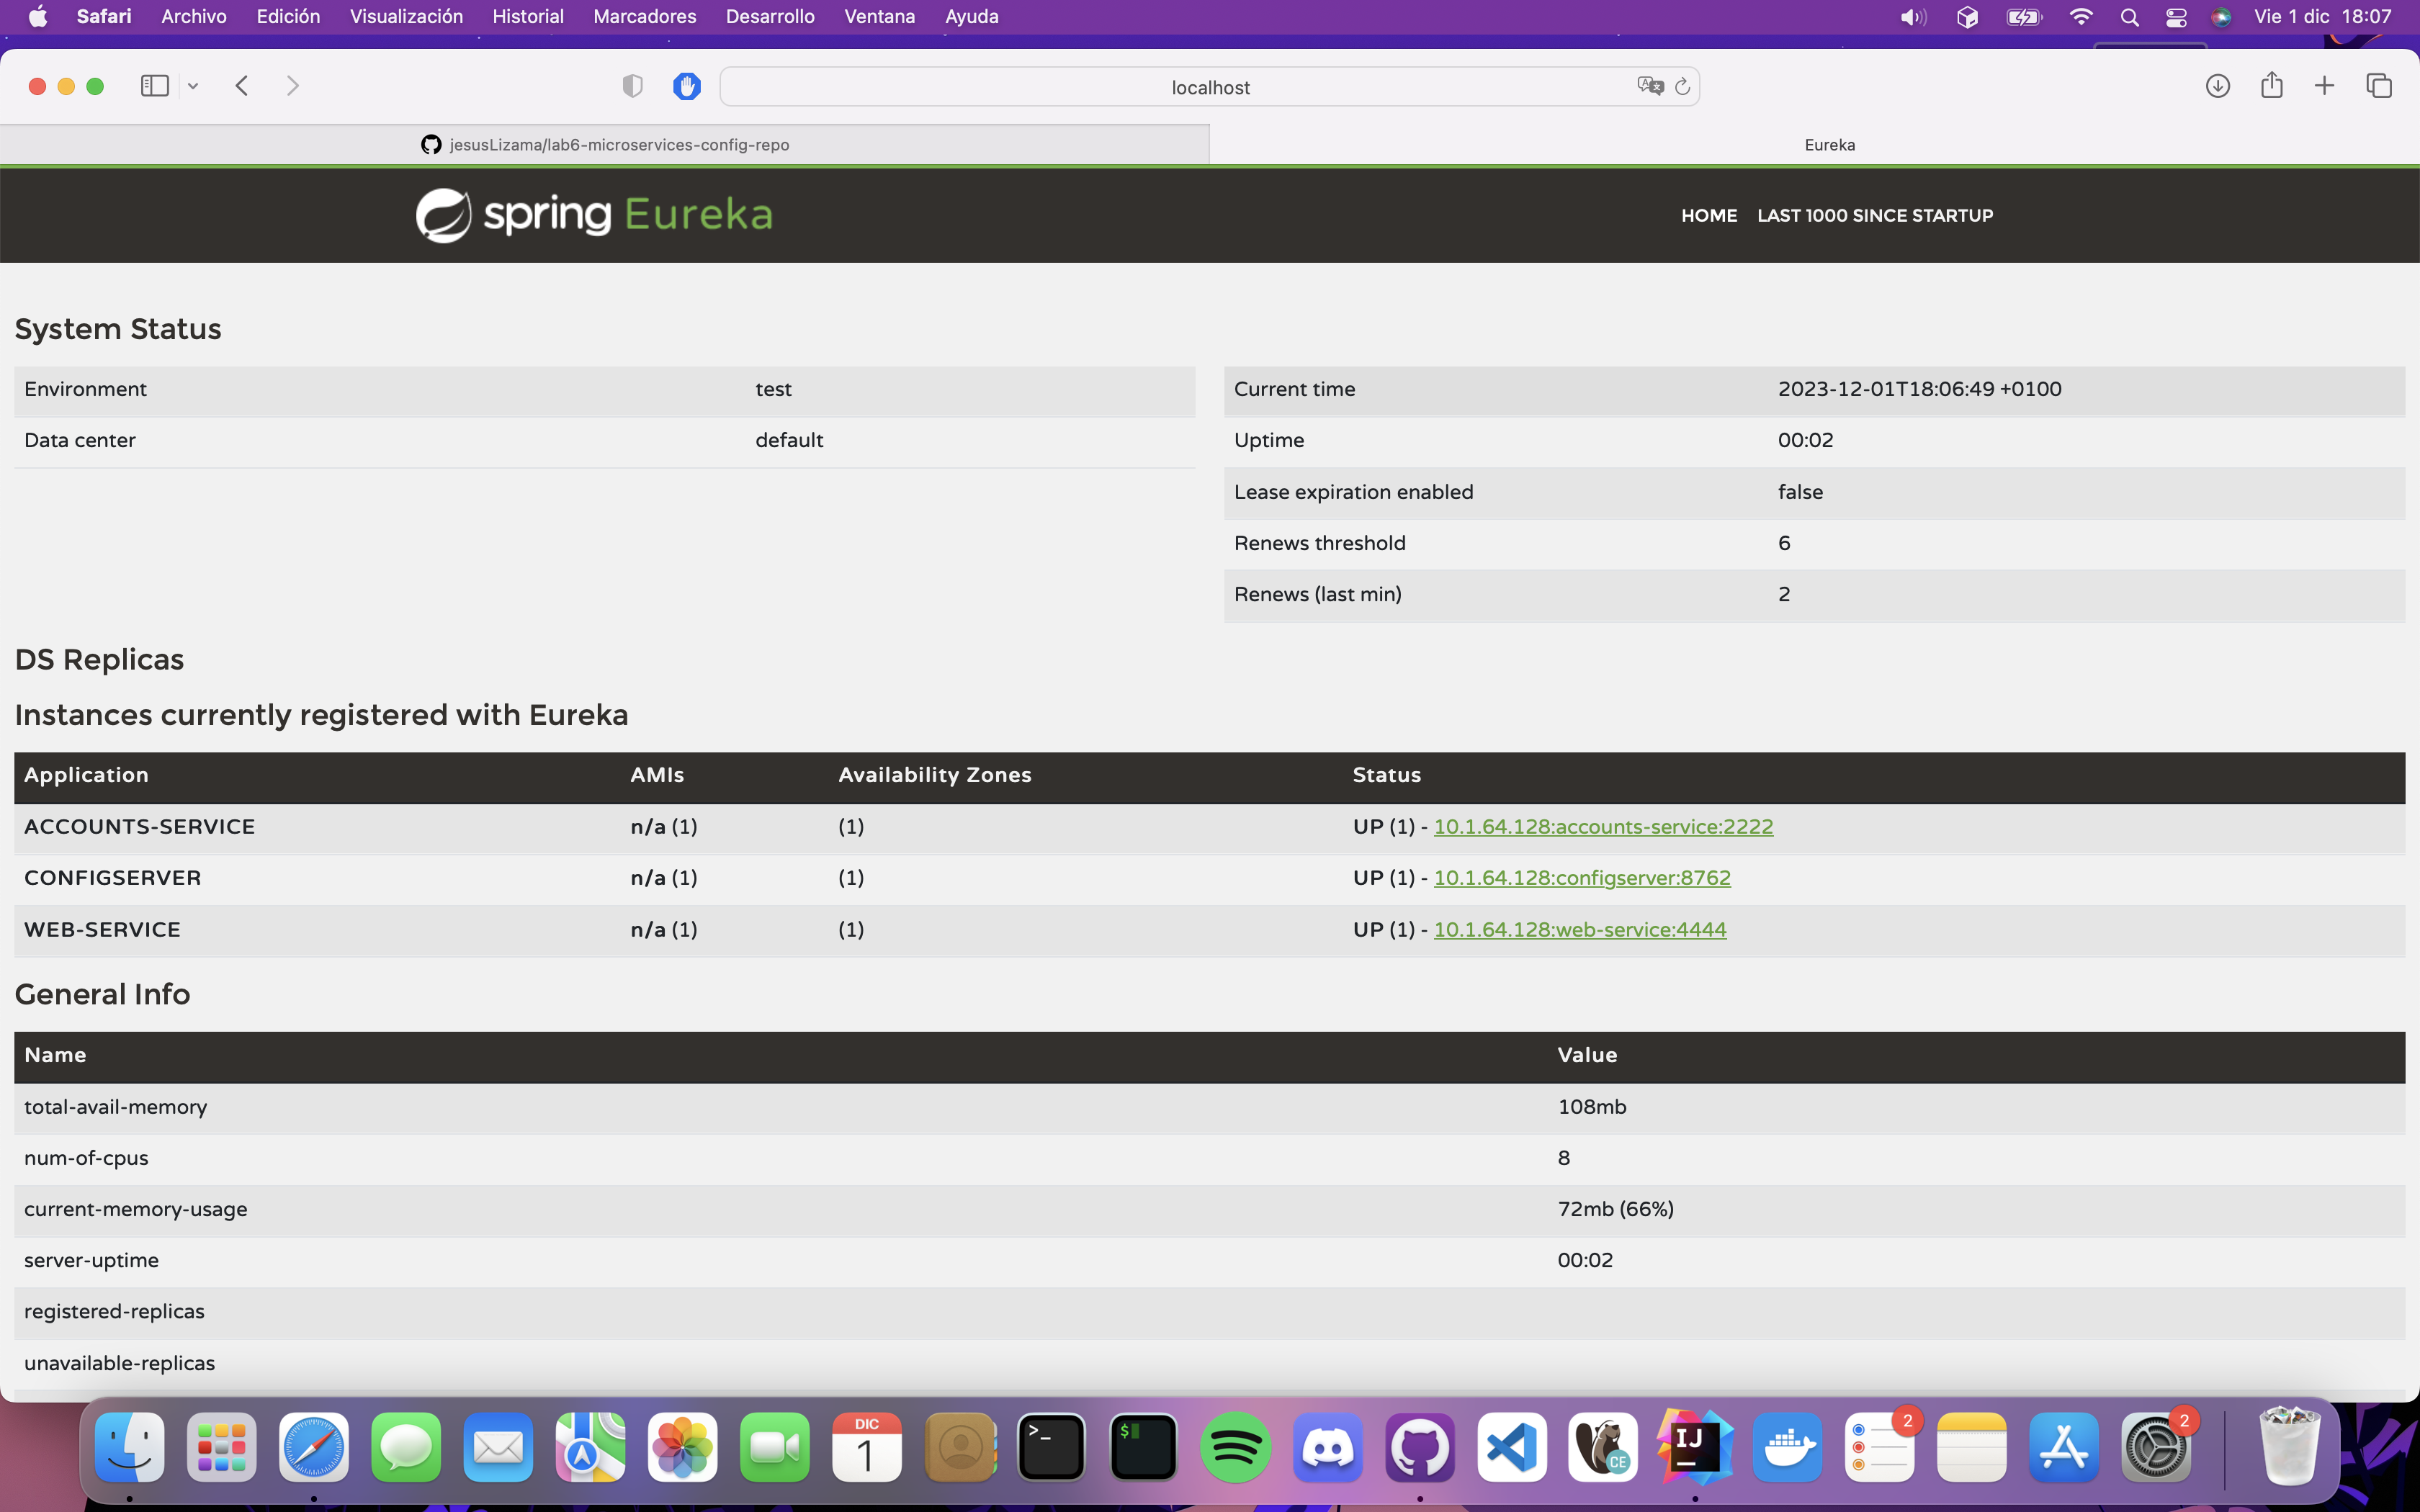 Safari Archivo Edición Visualización Historial Marcadores Desarrollo Ventana Ayuda Vie 1 dic 18:07
localhost
jesusLizama/lab6-microservices-config-repo Eureka
spring Eureka HOME LAST 1000 SINCE STARTUP
System Status
Environment test
Data center default
Current time 2023-12-01T18:06:49 +0100
Uptime 00:02
Lease expiration enabled false
Renews threshold 6
Renews (last min) 2
DS Replicas
Instances currently registered with Eureka
Application AMIs Availability Zones Status
ACCOUNTS-SERVICE n/a (1) (1) UP (1) - 10.1.64.128:accounts-service:2222
CONFIGSERVER n/a (1) (1) UP (1) - 10.1.64.128:configserver:8762
WEB-SERVICE n/a (1) (1) UP (1) - 10.1.64.128:web-service:4444
General Info
Name Value
total-avail-memory 108mb
num-of-cpus 8
current-memory-usage 72mb (66%)
server-uptime 00:02
registered-replicas
unavailable-replicas
DIC
1
>_
$
CE
IJ
2
2